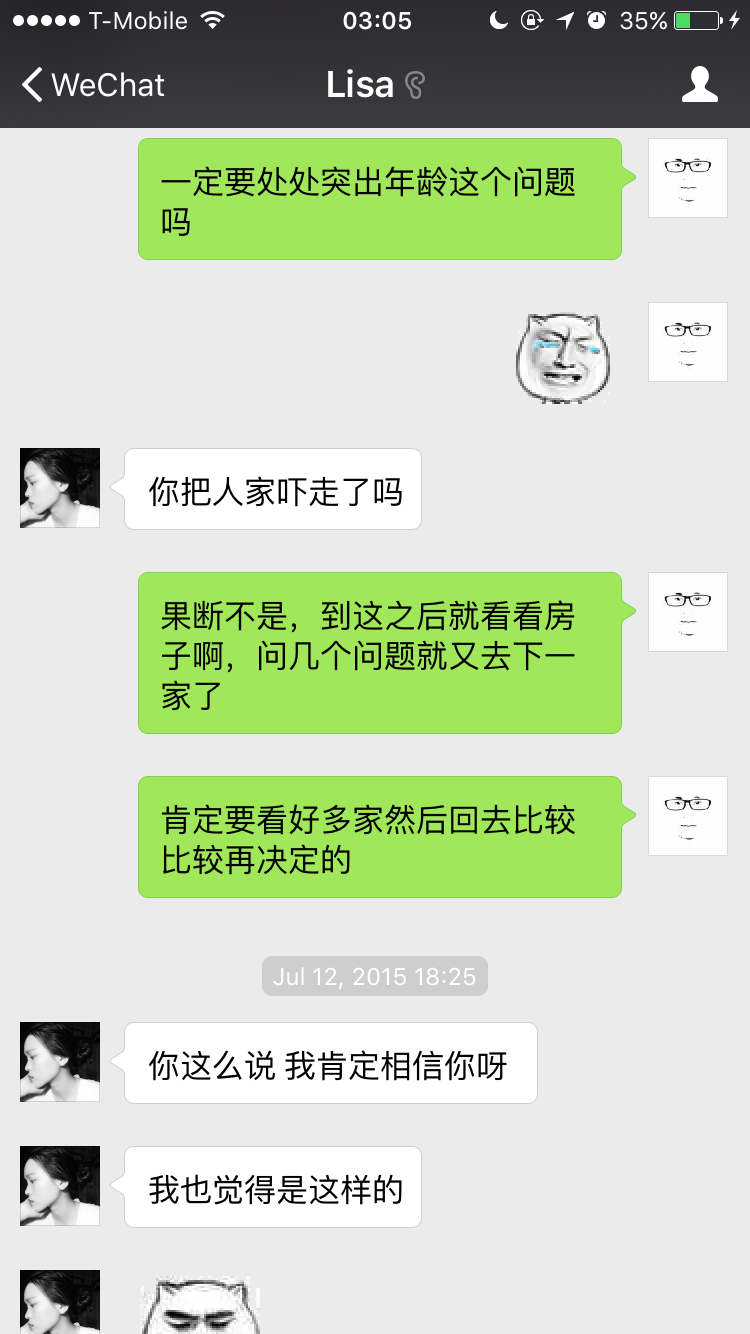 T-Mobile 03:05 35%
WeChat Lisa
一定要处处突出年龄这个问题
吗
你把人家吓走了吗
果断不是，到这之后就看看房
子啊，问几个问题就又去下一
家了
肯定要看好多家然后回去比较
比较再决定的
Jul 12, 2015 18:25
你这么说 我肯定相信你呀
我也觉得是这样的